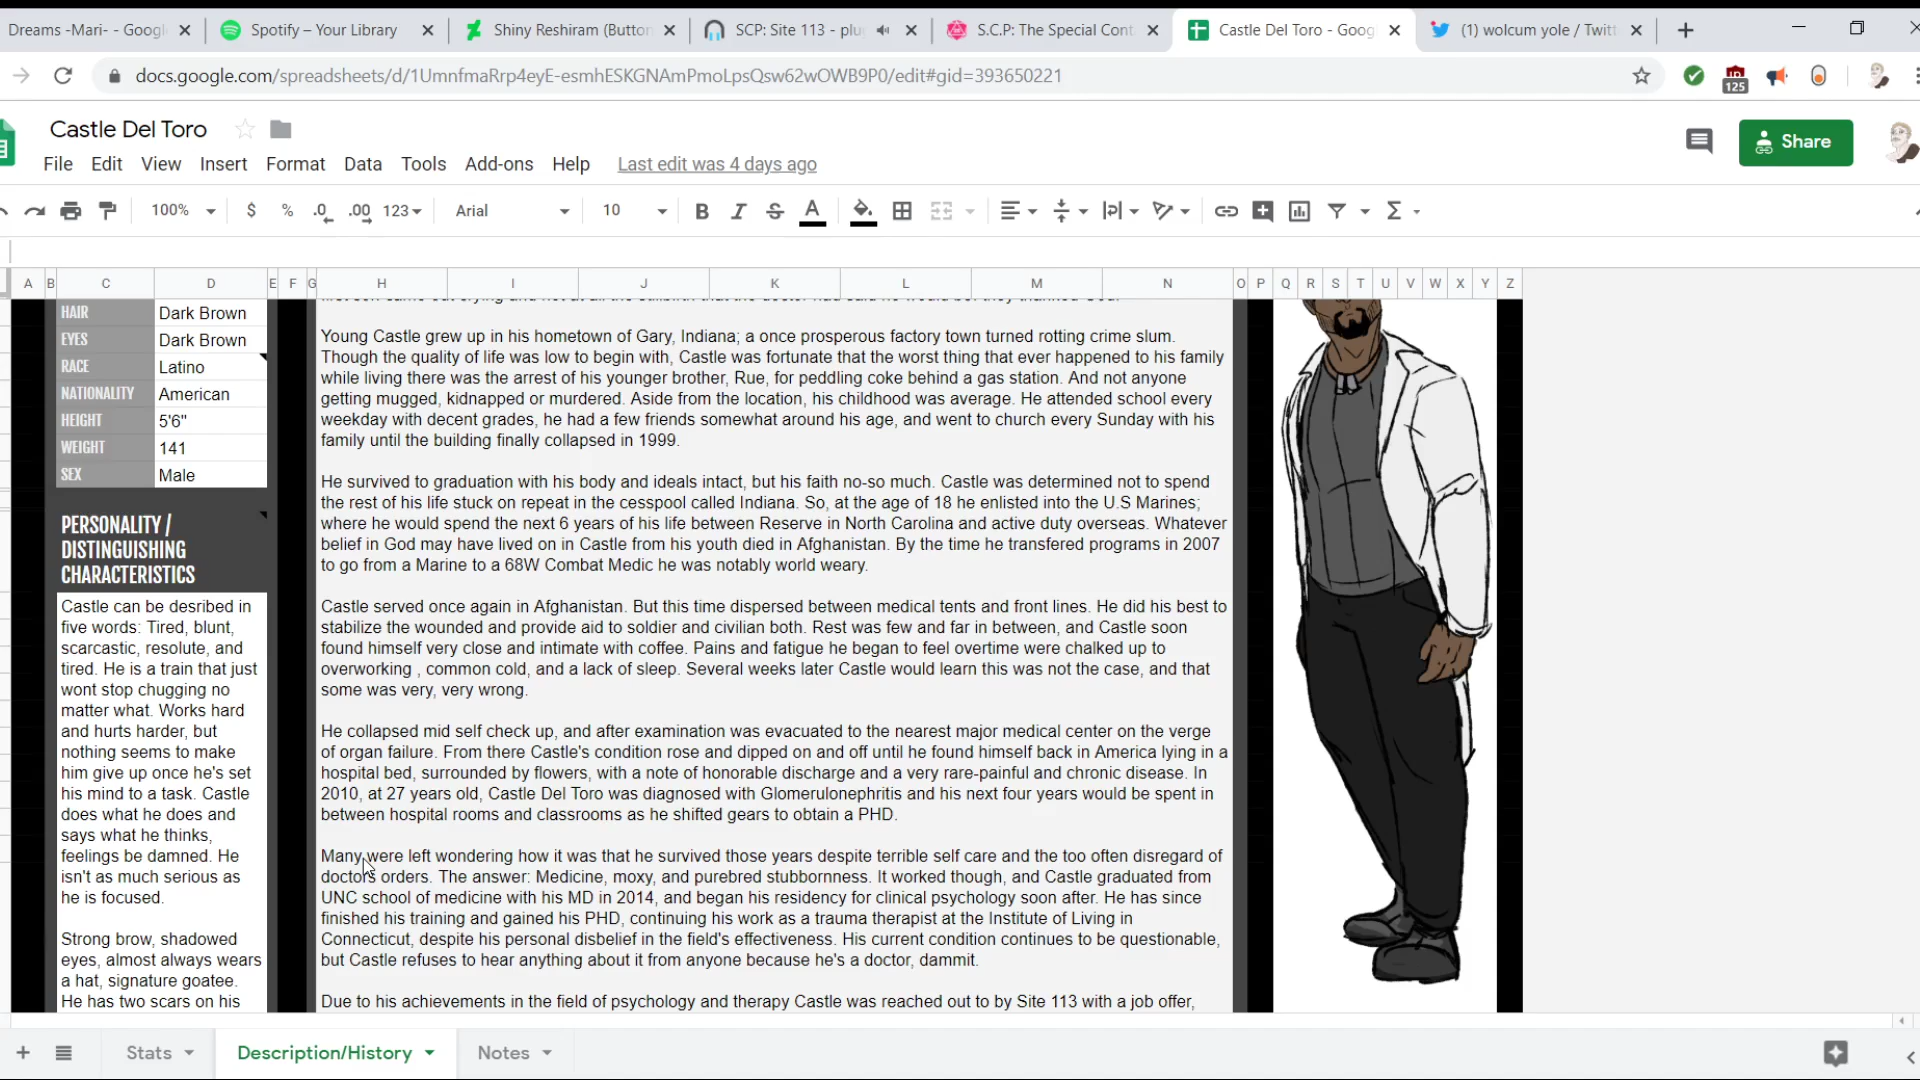 Dreams -Mari- - Googl
Spotify – Your Library
Shiny Reshiram (Button
SCP: Site 113 - plu
S.C.P: The Special Cont
Castle Del Toro - Goog
(1) wolcum yole / Twitt
docs.google.com/spreadsheets/d/1UmnfmaRrp4eyE-esmhESKGNAmPmoLpsQsw62wOWB9P0/edit#gid=393650221
125
Castle Del Toro
Share
File Edit View Insert Format Data Tools Add-ons Help Last edit was 4 days ago
100% $ % .0 .00 123 Arial 10 B I S A
A B C D E F G H I J K L M N O P Q R S T U V W X Y Z
HAIR Dark Brown
EYES Dark Brown
RACE Latino
NATIONALITY American
HEIGHT 5'6"
WEIGHT 141
SEX Male
PERSONALITY /
DISTINGUISHING
CHARACTERISTICS
Castle can be desribed in
five words: Tired, blunt,
scarcastic, resolute, and
tired. He is a train that just
wont stop chugging no
matter what. Works hard
and hurts harder, but
nothing seems to make
him give up once he's set
his mind to a task. Castle
does what he does and
says what he thinks,
feelings be damned. He
isn't as much serious as
he is focused.
Strong brow, shadowed
eyes, almost always wears
a hat, signature goatee.
He has two scars on his
Young Castle grew up in his hometown of Gary, Indiana; a once prosperous factory town turned rotting crime slum.
Though the quality of life was low to begin with, Castle was fortunate that the worst thing that ever happened to his family
while living there was the arrest of his younger brother, Rue, for peddling coke behind a gas station. And not anyone
getting mugged, kidnapped or murdered. Aside from the location, his childhood was average. He attended school every
weekday with decent grades, he had a few friends somewhat around his age, and went to church every Sunday with his
family until the building finally collapsed in 1999.
He survived to graduation with his body and ideals intact, but his faith no-so much. Castle was determined not to spend
the rest of his life stuck on repeat in the cesspool called Indiana. So, at the age of 18 he enlisted into the U.S Marines;
where he would spend the next 6 years of his life between Reserve in North Carolina and active duty overseas. Whatever
belief in God may have lived on in Castle from his youth died in Afghanistan. By the time he transfered programs in 2007
to go from a Marine to a 68W Combat Medic he was notably world weary.
Castle served once again in Afghanistan. But this time dispersed between medical tents and front lines. He did his best to
stabilize the wounded and provide aid to soldier and civilian both. Rest was few and far in between, and Castle soon
found himself very close and intimate with coffee. Pains and fatigue he began to feel overtime were chalked up to
overworking , common cold, and a lack of sleep. Several weeks later Castle would learn this was not the case, and that
some was very, very wrong.
He collapsed mid self check up, and after examination was evacuated to the nearest major medical center on the verge
of organ failure. From there Castle's condition rose and dipped on and off until he found himself back in America lying in a
hospital bed, surrounded by flowers, with a note of honorable discharge and a very rare-painful and chronic disease. In
2010, at 27 years old, Castle Del Toro was diagnosed with Glomerulonephritis and his next four years would be spent in
between hospital rooms and classrooms as he shifted gears to obtain a PHD.
Many were left wondering how it was that he survived those years despite terrible self care and the too often disregard of
doctors orders. The answer: Medicine, moxy, and purebred stubbornness. It worked though, and Castle graduated from
UNC school of medicine with his MD in 2014, and began his residency for clinical psychology soon after. He has since
finished his training and gained his PHD, continuing his work as a trauma therapist at the Institute of Living in
Connecticut, despite his personal disbelief in the field's effectiveness. His current condition continues to be questionable,
but Castle refuses to hear anything about it from anyone because he's a doctor, dammit.
Due to his achievements in the field of psychology and therapy Castle was reached out to by Site 113 with a job offer,
Stats
Description/History
Notes